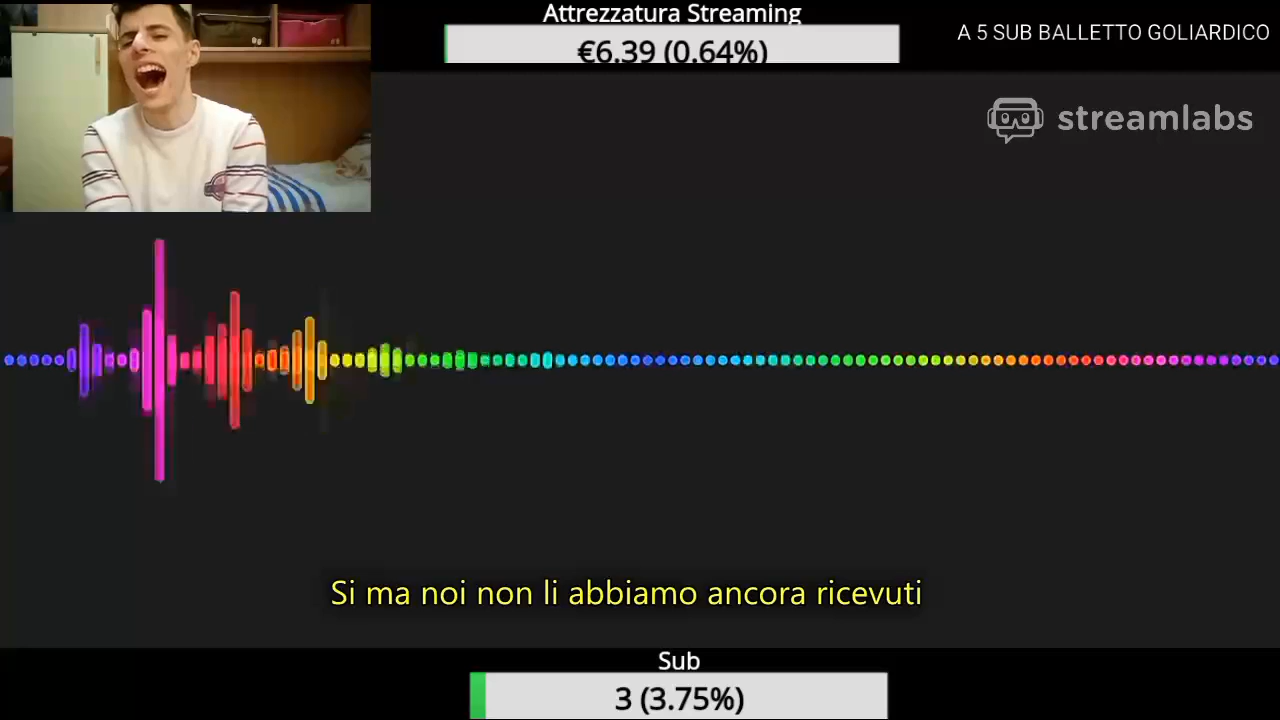 Attrezzatura Streaming
€6.39 (0.64%)
A 5 SUB BALLETTO GOLIARDICO
streamlabs
Si ma noi non li abbiamo ancora ricevuti
Sub
3 (3.75%)